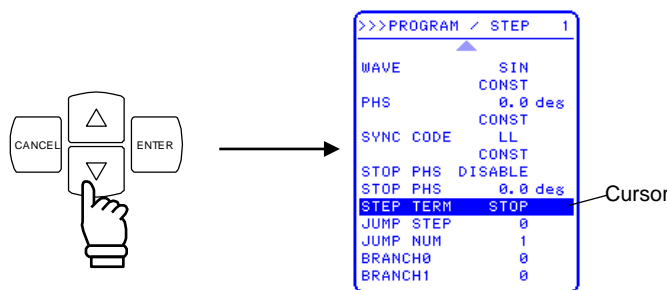 CANCEL
ENTER
>>>PROGRAM / STEP 1
WAVE SIN
CONST
PHS 0.0 deg
CONST
SYNC CODE LL
CONST
STOP PHS DISABLE
STOP PHS 0.0 deg
STEP TERM STOP
JUMP STEP 0
JUMP NUM 1
BRANCH0 0
BRANCH1 0
Cursor